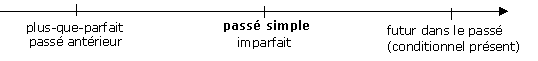 plus-que-parfait
passé antérieur
passé simple
imparfait
futur dans le passé
(conditionnel présent)